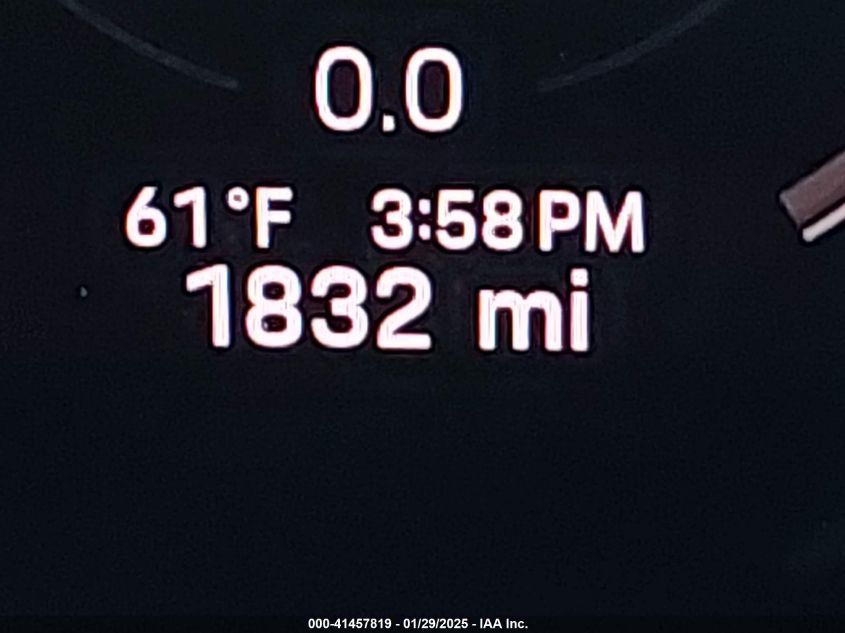 0.0
61°F 3:58 PM
1832 mi
000-41457819 - 01/29/2025 - IAA Inc.